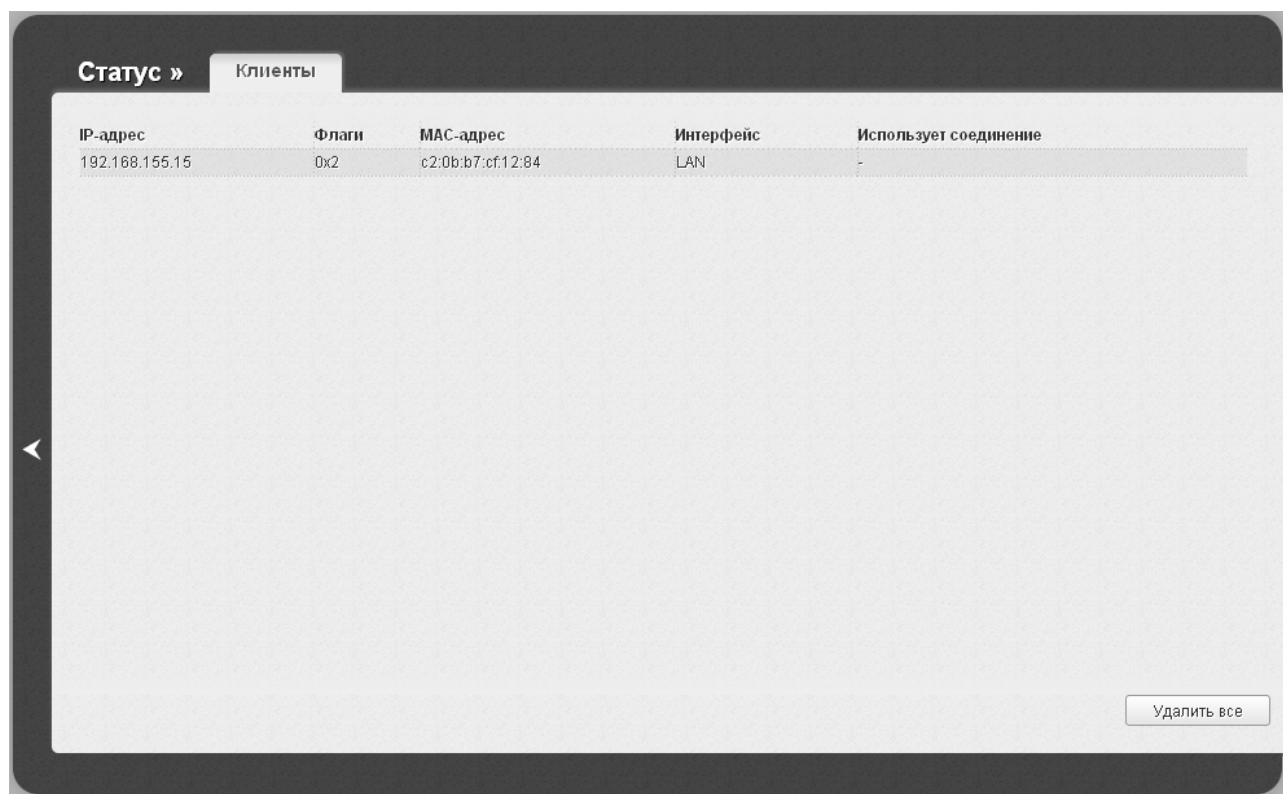 Статус »
Клиенты
IP-адрес Флаги MAC-адрес Интерфейс Использует соединение
192.168.155.15 0x2 c2:0b:b7:cf:12:84 LAN -
Удалить все